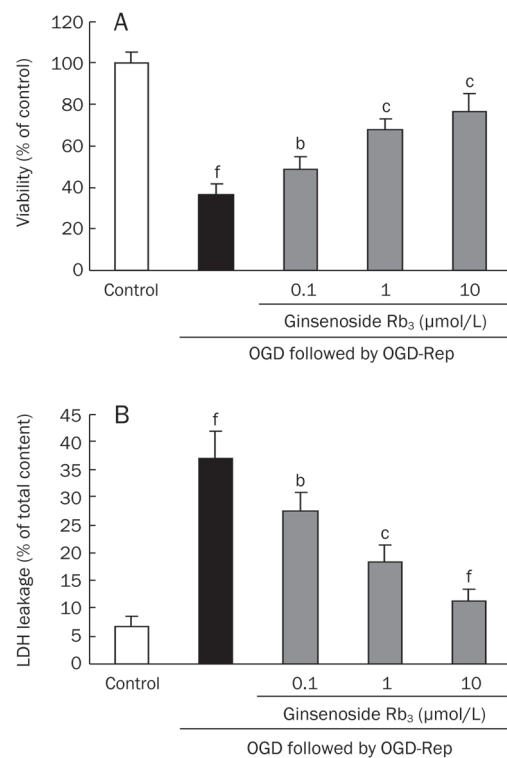 A
Viability (% of control)
120
100
80
60
40
20
0
f
b
c
c
Control
0.1
1
10
Ginsenoside Rb₃ (µmol/L)
OGD followed by OGD-Rep
B
LDH leakage (% of total content)
45
40
35
30
25
20
15
10
5
0
f
b
c
f
Control
0.1
1
10
Ginsenoside Rb₃ (µmol/L)
OGD followed by OGD-Rep